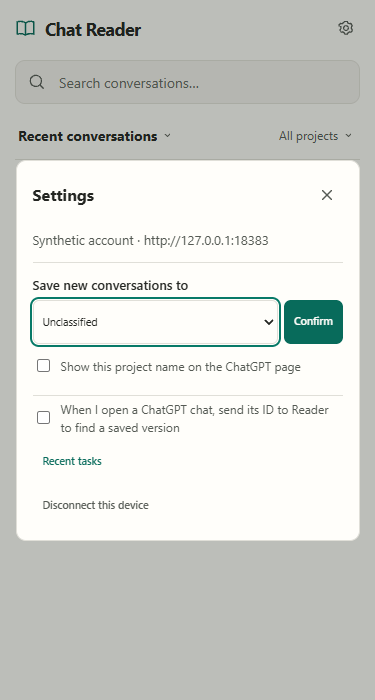 Chat Reader
Search conversations...
Recent conversations
All projects
Settings
Synthetic account · http://127.0.0.1:18383
Save new conversations to
Unclassified
Confirm
Show this project name on the ChatGPT page
When I open a ChatGPT chat, send its ID to Reader
to find a saved version
Recent tasks
Disconnect this device